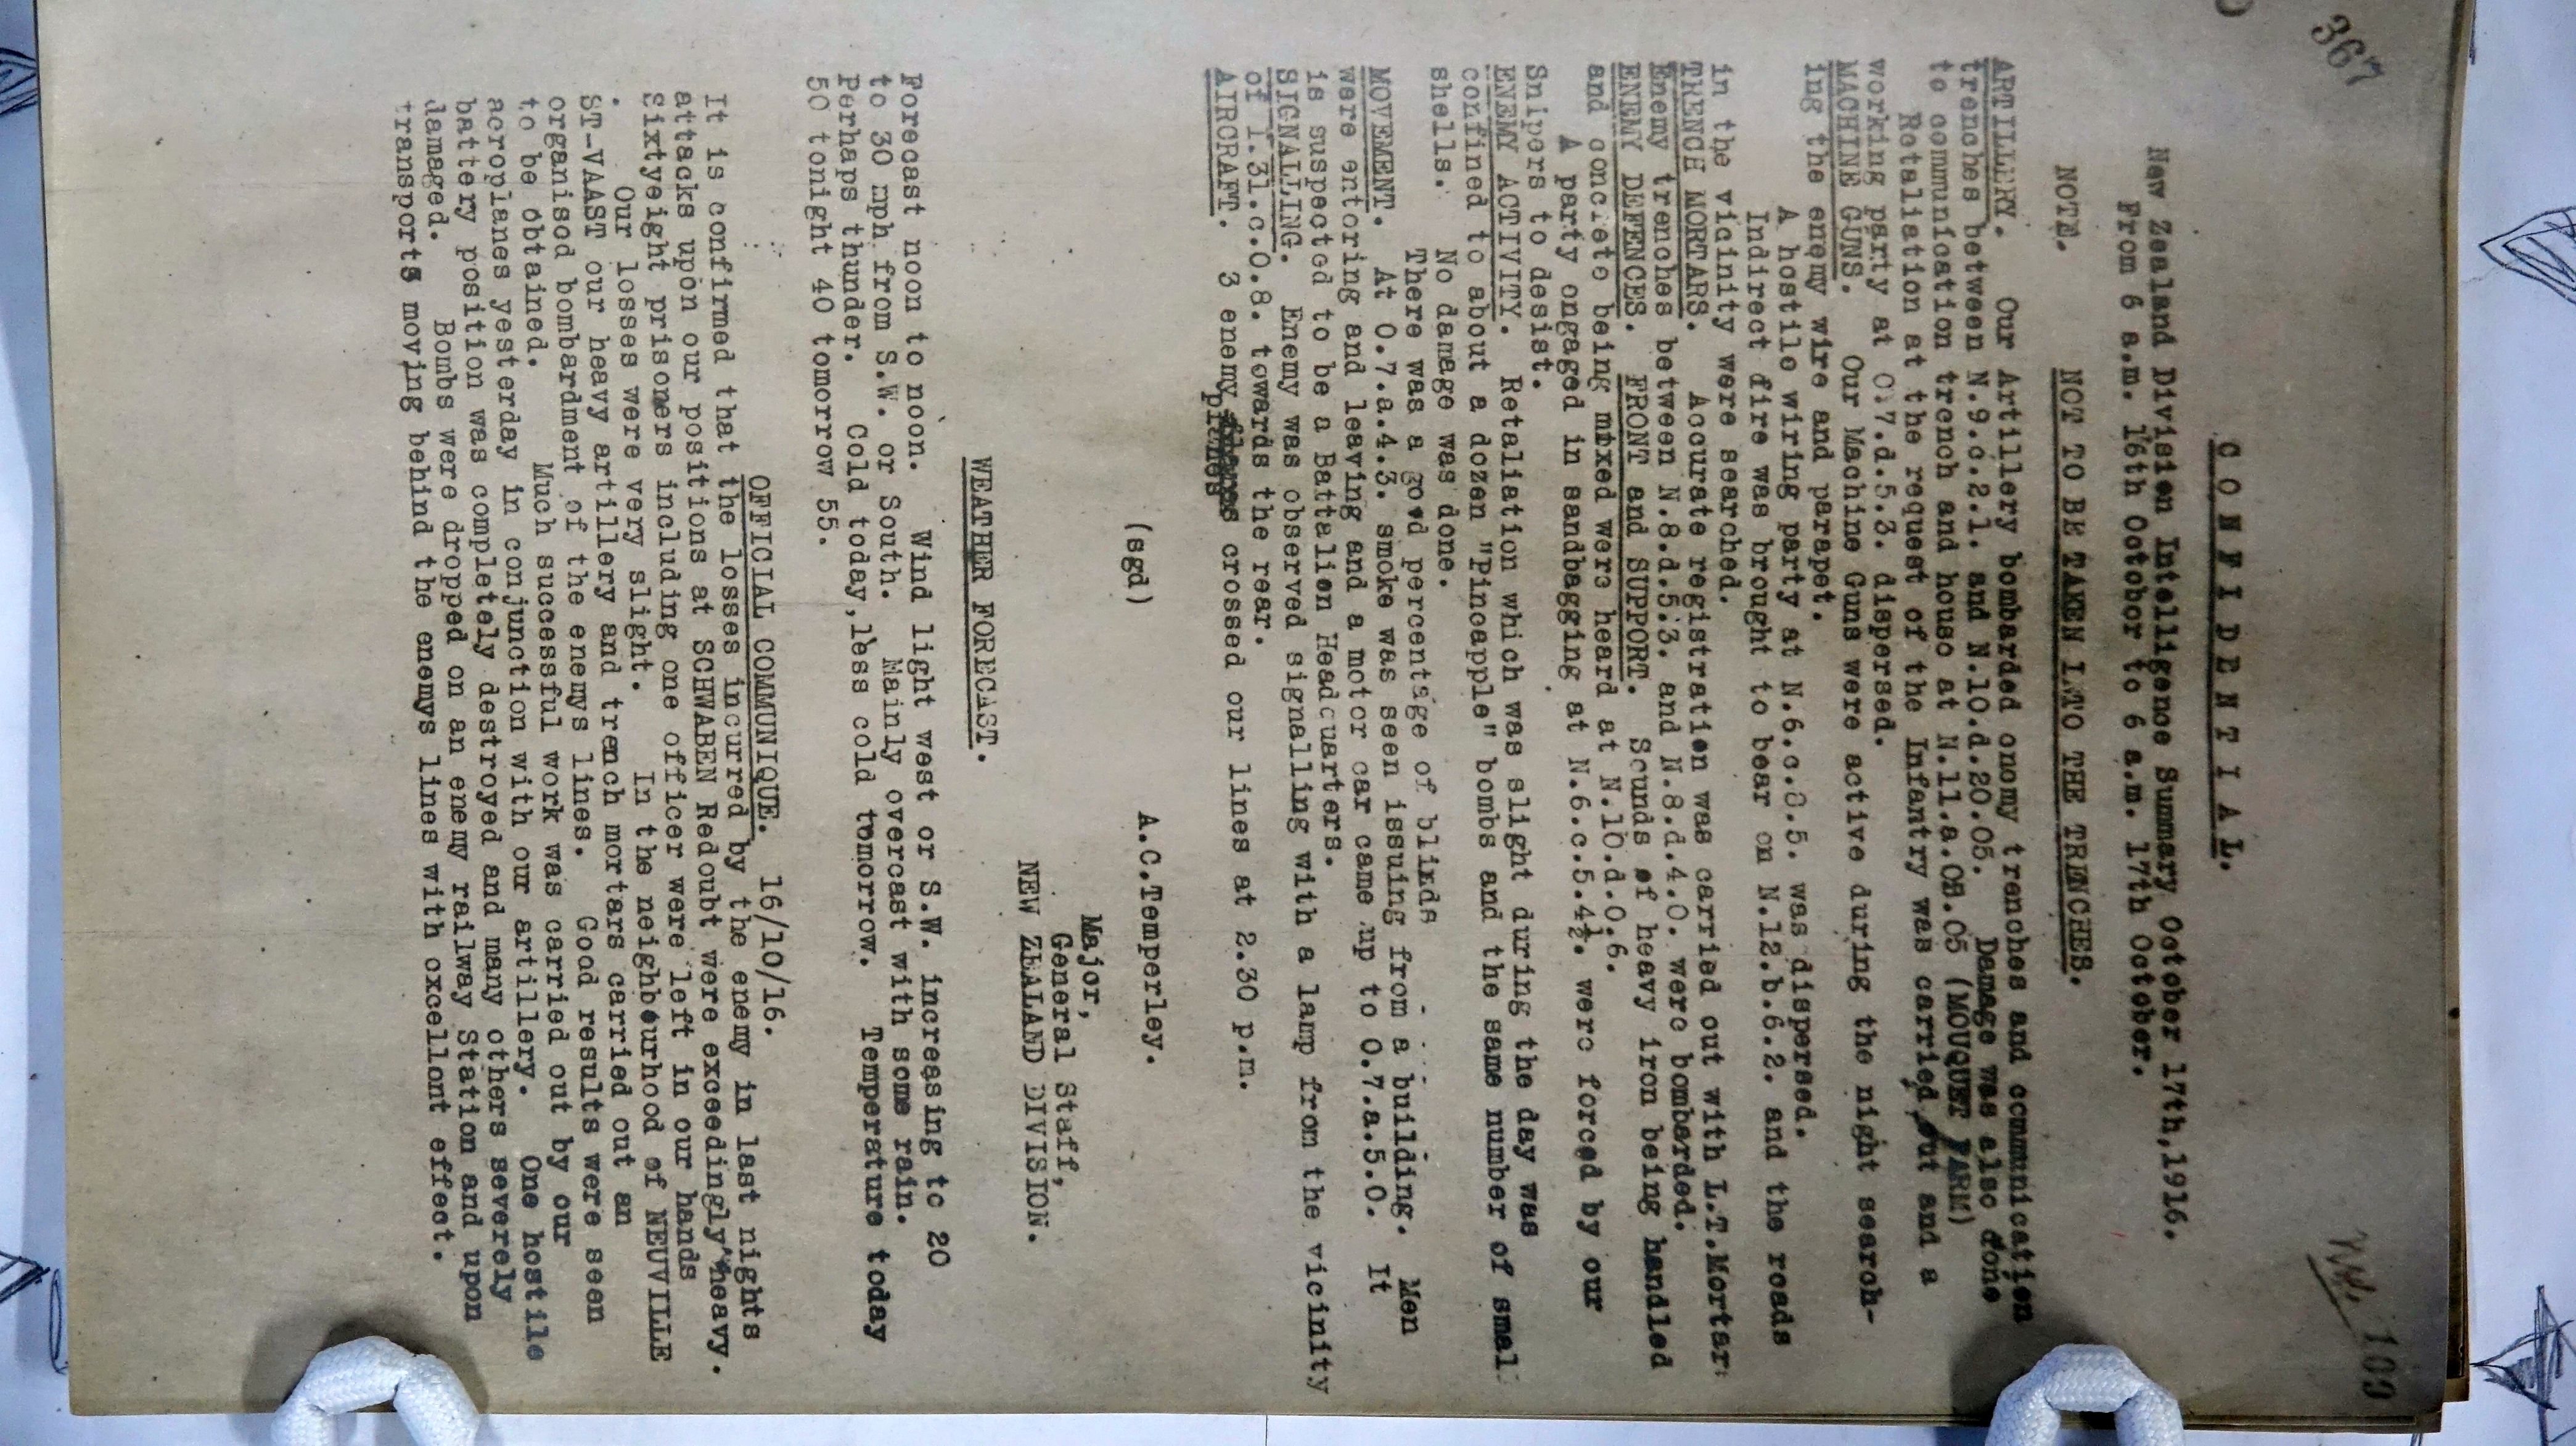 367
NW. 109
C O N F I D E N T I A L.
New Zealand Division Intelligence Summary October 17th,1916.
From 6 a.m. 16th October to 6 a.m. 17th October.
NOTE. NOT TO BE TAKEN INTO THE TRENCHES.
ARTILLERY. Our Artillery bombarded enomy trenches and communication
trenches between N.9.c.2.1. and N.10.d.20.05. Damage was also done
to communication trench and house at N.11.a.08.05 (MOUQUET FARM)
Retaliation at the request of the Infantry was carried out and a
working party at O.7.d.5.3. dispersed.
MACHINE GUNS. Our Machine Guns were active during the night search-
ing the enemy wire and parapet.
A hostile wiring party at N.6.c.8.5. was dispersed.
Indirect fire was brought to bear on N.12.b.6.2. and the roads
in the vicinity were searched.
TRENCH MORTARS. Accurate registration was carried out with L.T.Mortar
Enemy trenches between N.8.d.5.3. and N.8.d.4.0. were bombarded.
ENEMY DEFENCES. FRONT and SUPPORT. Sounds of heavy iron being handled
and concrete being mixed were heard at N.10.d.0.6.
A party engaged in sandbagging at N.6.c.5.4½. were forced by our
Snipers to desist.
ENEMY ACTIVITY. Retaliation which was slight during the day was
confined to about a dozen "Pineapple" bombs and the same number of smal
shells. No damage was done.
There was a good percentage of blinds
MOVEMENT. At O.7.a.4.3. smoke was seen issuing from a building. Men
were entering and leaving and a motor car came up to O.7.a.5.0. It
is suspected to be a Battalion Headquarters.
SIGNALLING. Enemy was observed signalling with a lamp from the vicinity
of T.31.c.0.8. towards the rear.
AIRCRAFT. 3 enemy planes crossed our lines at 2.30 p.m.
(sgd) A.C.Temperley.
Major,
General Staff,
NEW ZEALAND DIVISION.
WEATHER FORECAST.
Forecast noon to noon. Wind light west or S.W. increasing to 20
to 30 mph from S.W. or South. Mainly overcast with some rain.
Perhaps thunder. Cold today,less cold tomorrow. Temperature today
50 tonight 40 tomorrow 55.
OFFICIAL COMMUNIQUE. 16/10/16.
It is confirmed that the losses incurred by the enemy in last nights
attacks upon our positions at SCHWABEN Redoubt were exceedingly heavy.
Sixtyeight prisoners including one officer were left in our hands
. Our losses were very slight. In the neighbourhood of NEUVILLE
ST-VAAST our heavy artillery and trench mortars carried out an
organised bombardment of the enemys lines. Good results were seen
to be obtained. Much successful work was carried out by our
acroplanes yesterday in conjunction with our artillery. One hostile
battery position was completely destroyed and many others severely
damaged. Bombs were dropped on an enemy railway Station and upon
transports moving behind the enemys lines with excellent effect.